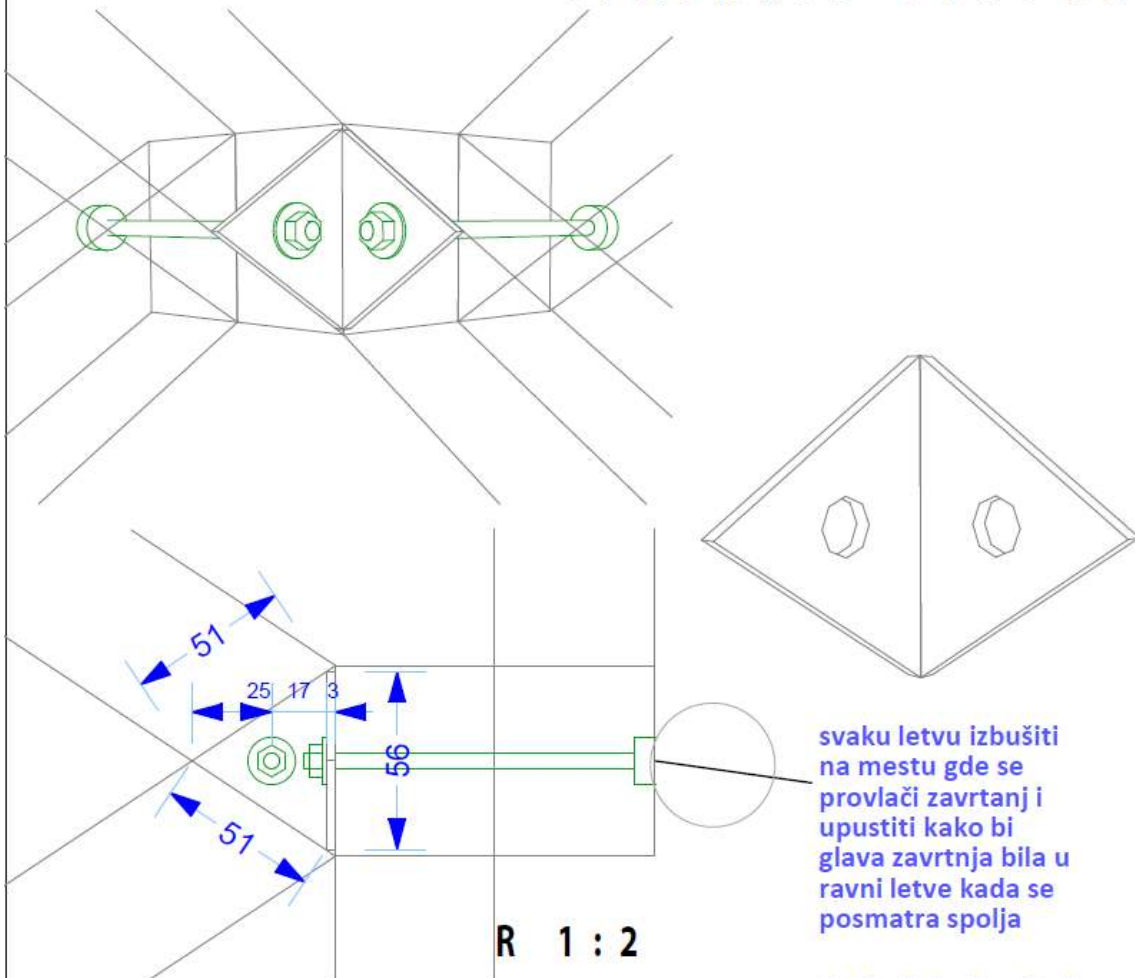 51
25 17 3
56
51
svaku letvu izbušiti
na mestu gde se
provlači zavrtanj i
upustiti kako bi
glava zavrtnja bila u
ravni letve kada se
posmatra spolja
R 1 : 2